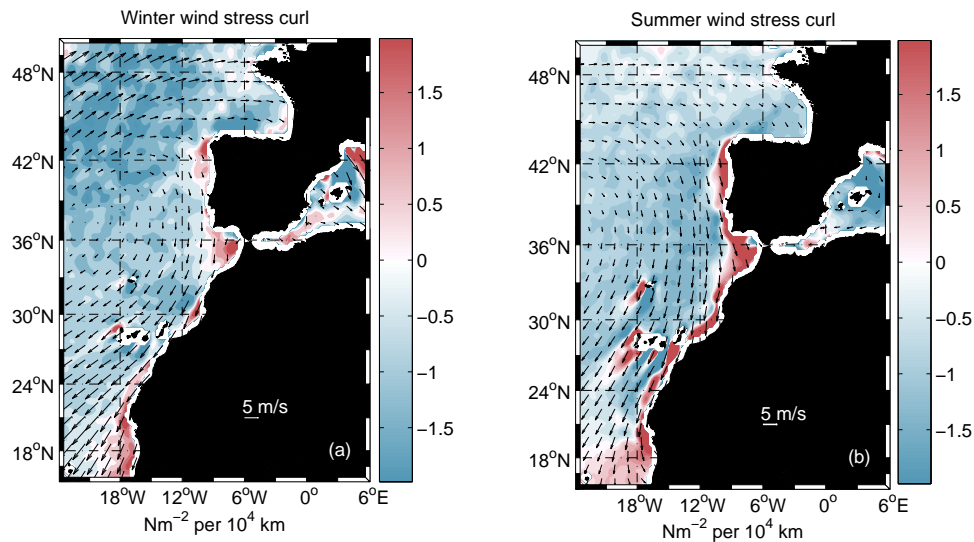 Winter wind stress curl
48°N
42°N
36°N
30°N
24°N
18°N
18°W
12°W
6°W
0°
6°E
Nm⁻² per 10⁴ km
5 m/s
(a)
1.5
1
0.5
0
−0.5
−1
−1.5
Summer wind stress curl
48°N
42°N
36°N
30°N
24°N
18°N
18°W
12°W
6°W
0°
6°E
Nm⁻² per 10⁴ km
5 m/s
(b)
1.5
1
0.5
0
−0.5
−1
−1.5